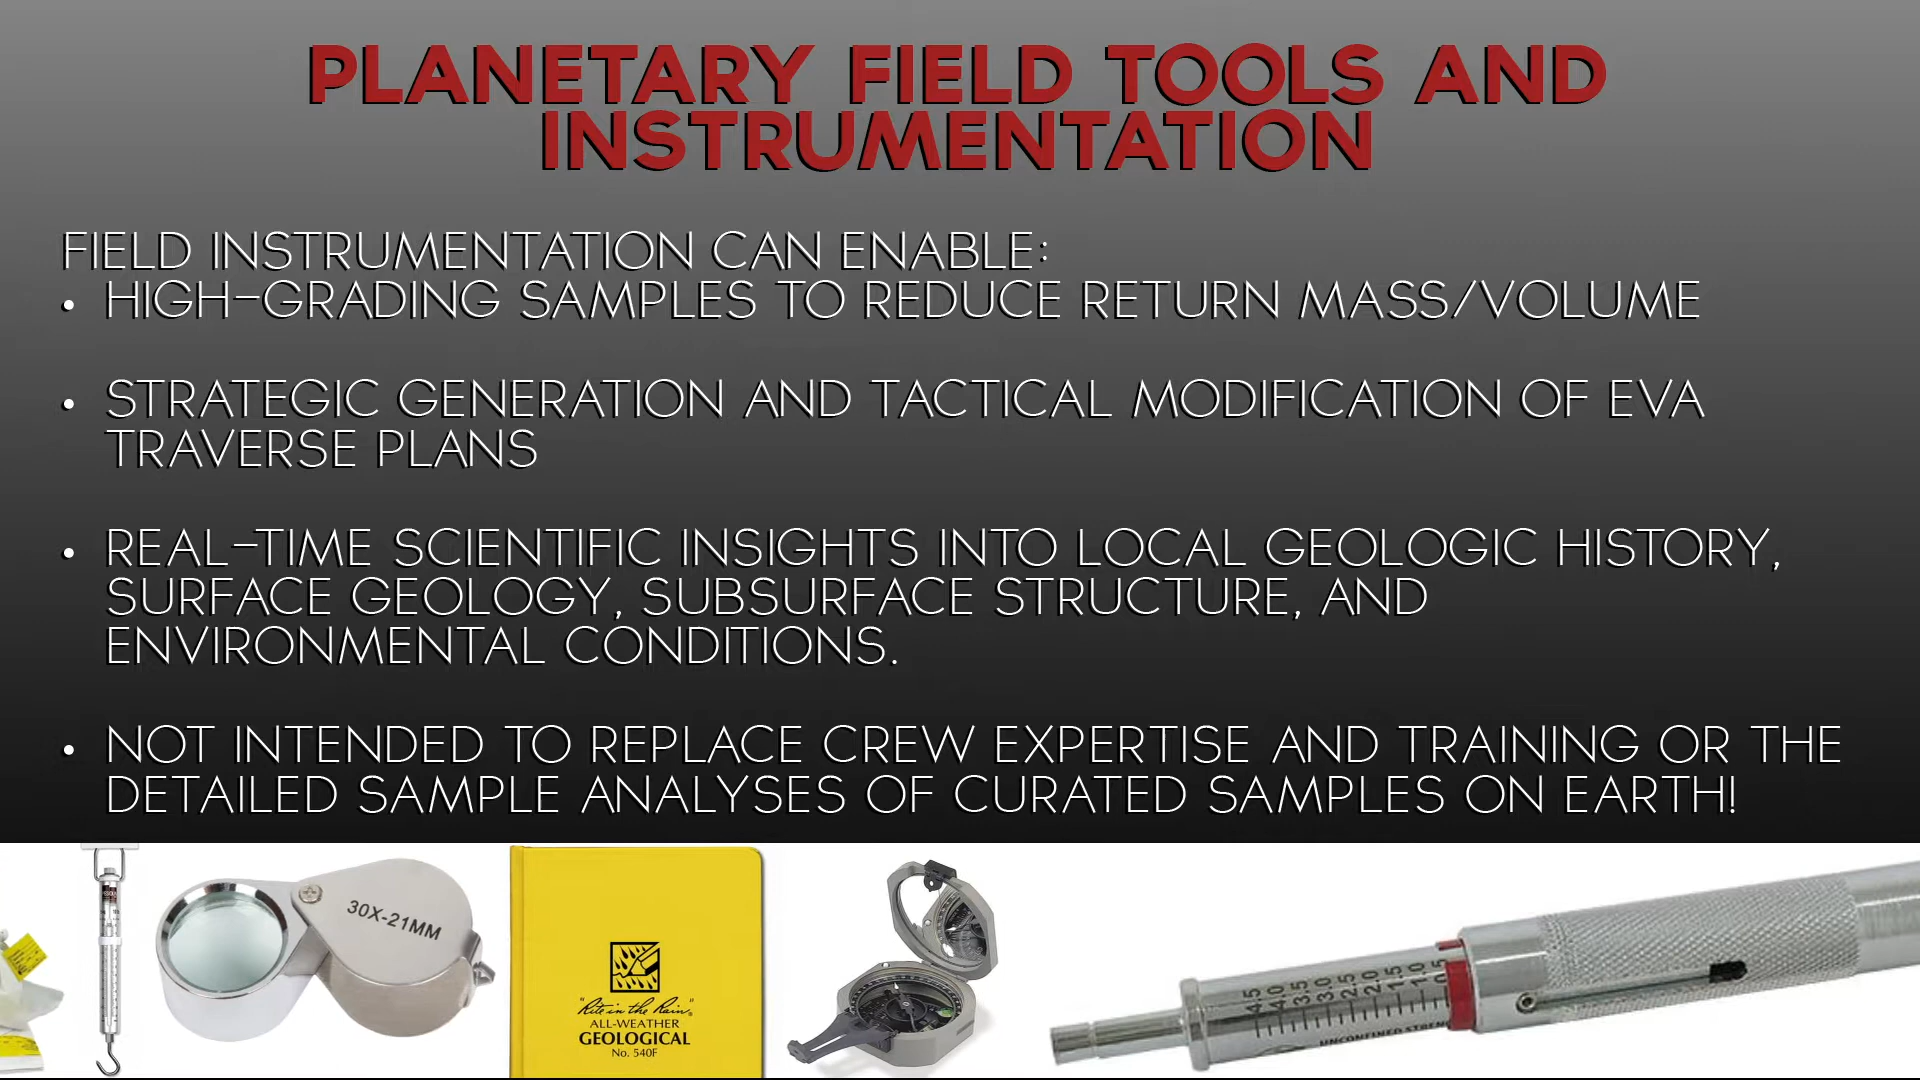 PLANETARY FIELD TOOLS AND
INSTRUMENTATION
FIELD INSTRUMENTATION CAN ENABLE:
• HIGH-GRADING SAMPLES TO REDUCE RETURN MASS/VOLUME
• STRATEGIC GENERATION AND TACTICAL MODIFICATION OF EVA
TRAVERSE PLANS
• REAL-TIME SCIENTIFIC INSIGHTS INTO LOCAL GEOLOGIC HISTORY,
SURFACE GEOLOGY, SUBSURFACE STRUCTURE, AND
ENVIRONMENTAL CONDITIONS.
• NOT INTENDED TO REPLACE CREW EXPERTISE AND TRAINING OR THE
DETAILED SAMPLE ANALYSES OF CURATED SAMPLES ON EARTH!
30X-21MM
"Rite in the Rain"
ALL-WEATHER
GEOLOGICAL
No. 540F
4.5 4.0 3.5 3.0 2.5 2.0 1.5 1.0 0.5
UNCONFINED